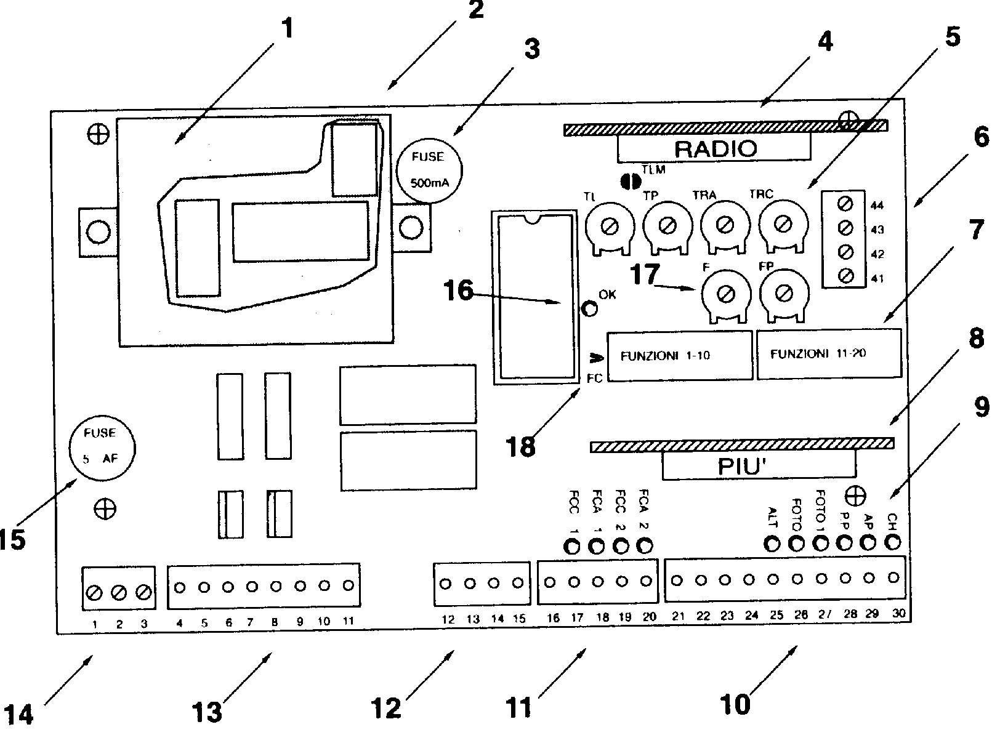 1
2
3
4
5
6
7
8
9
FUSE
500mA
RADIO
TLM
TL TP TRA TRC
44
43
42
41
F FP
17
16
OK
FUNZIONI 1-10
FUNZIONI 11-20
FC
18
FUSE
5 AF
15
PIU'
FCC 1
FCA 1
FCC 2
FCA 2
ALT
FOTO
FOTO 1
P.P
AP
CH
1 2 3
4 5 6 7 8 9 10 11
12 13 14 15
16 17 18 19 20
21 22 23 24 25 26 27 28 29 30
14
13
12
11
10